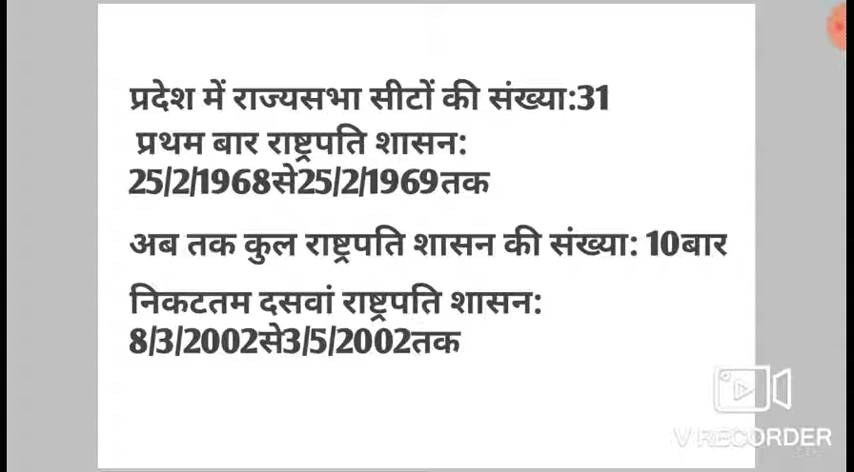 प्रदेश में राज्यसभा सीटों की संख्या:31
प्रथम बार राष्ट्रपति शासन:
25/2/1968से25/2/1969तक
अब तक कुल राष्ट्रपति शासन की संख्या: 10बार
निकटतम दसवां राष्ट्रपति शासन:
8/3/2002से3/5/2002तक
V RECORDER